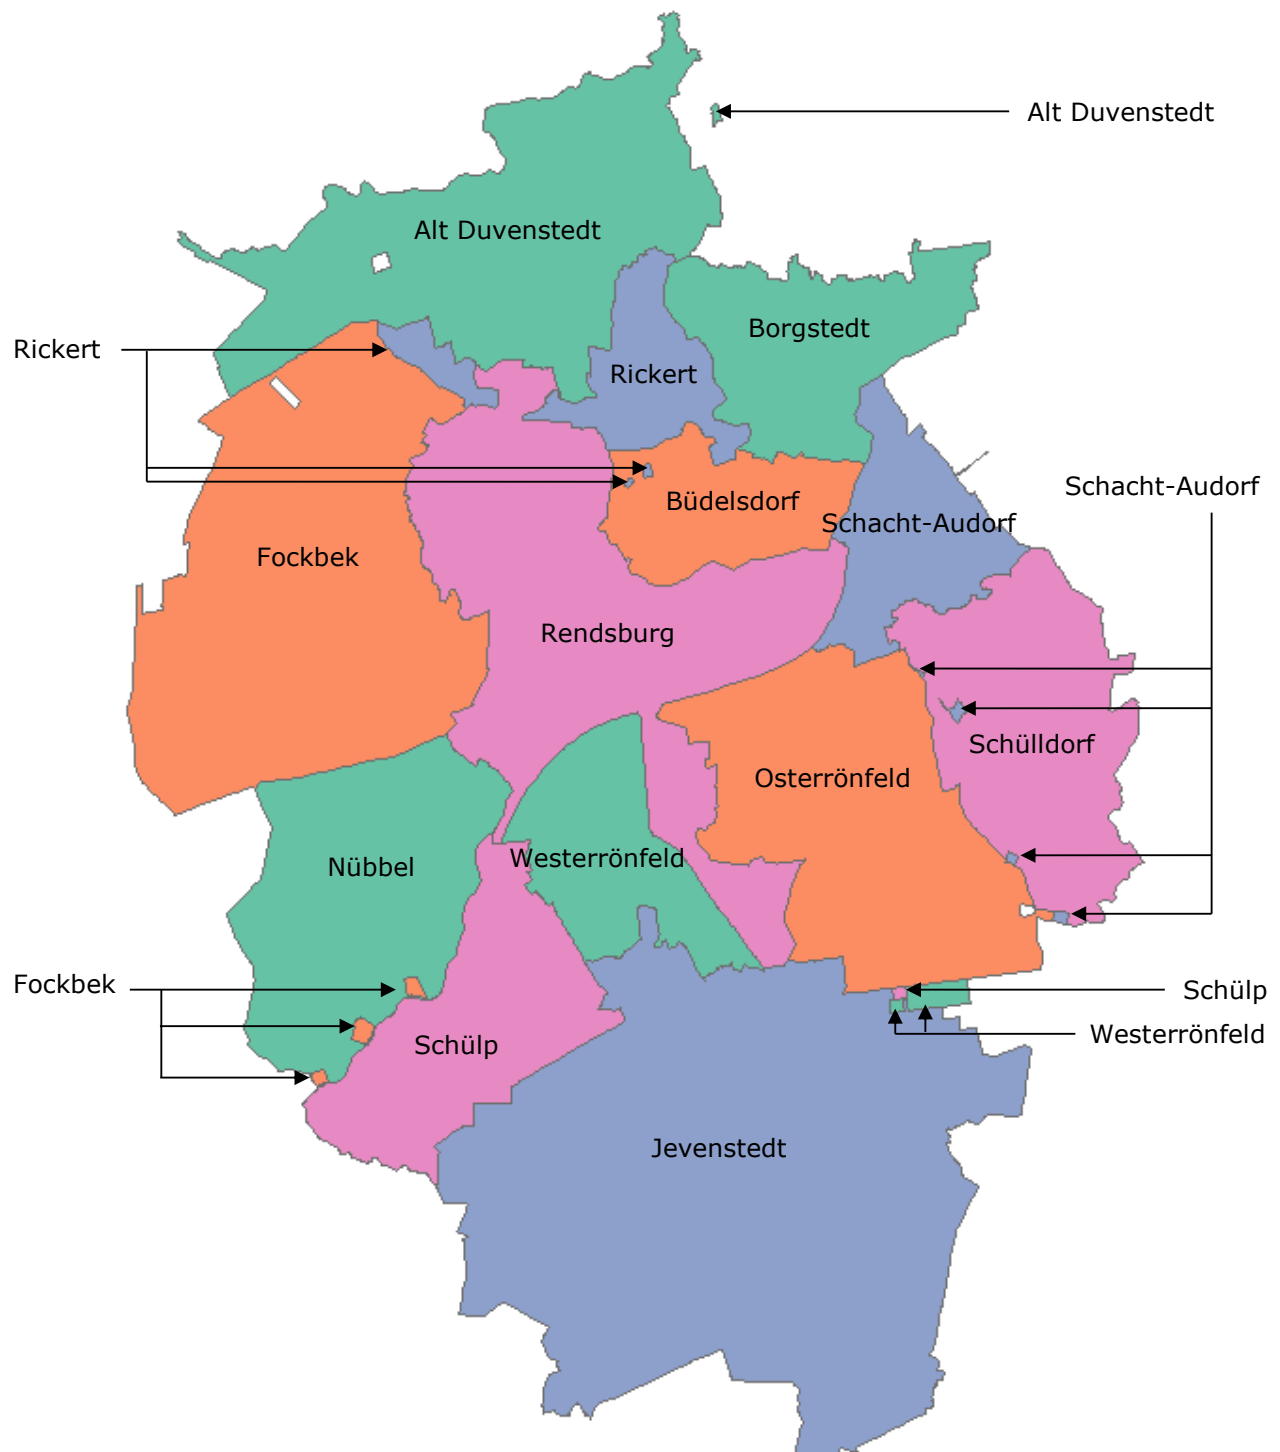 Alt Duvenstedt
Alt Duvenstedt
Borgstedt
Rickert
Rickert
Schacht-Audorf
Büdelsdorf
Schacht-Audorf
Fockbek
Rendsburg
Schülldorf
Osterrönfeld
Westerrönfeld
Nübbel
Fockbek
Schülp
Westerrönfeld
Schülp
Jevenstedt